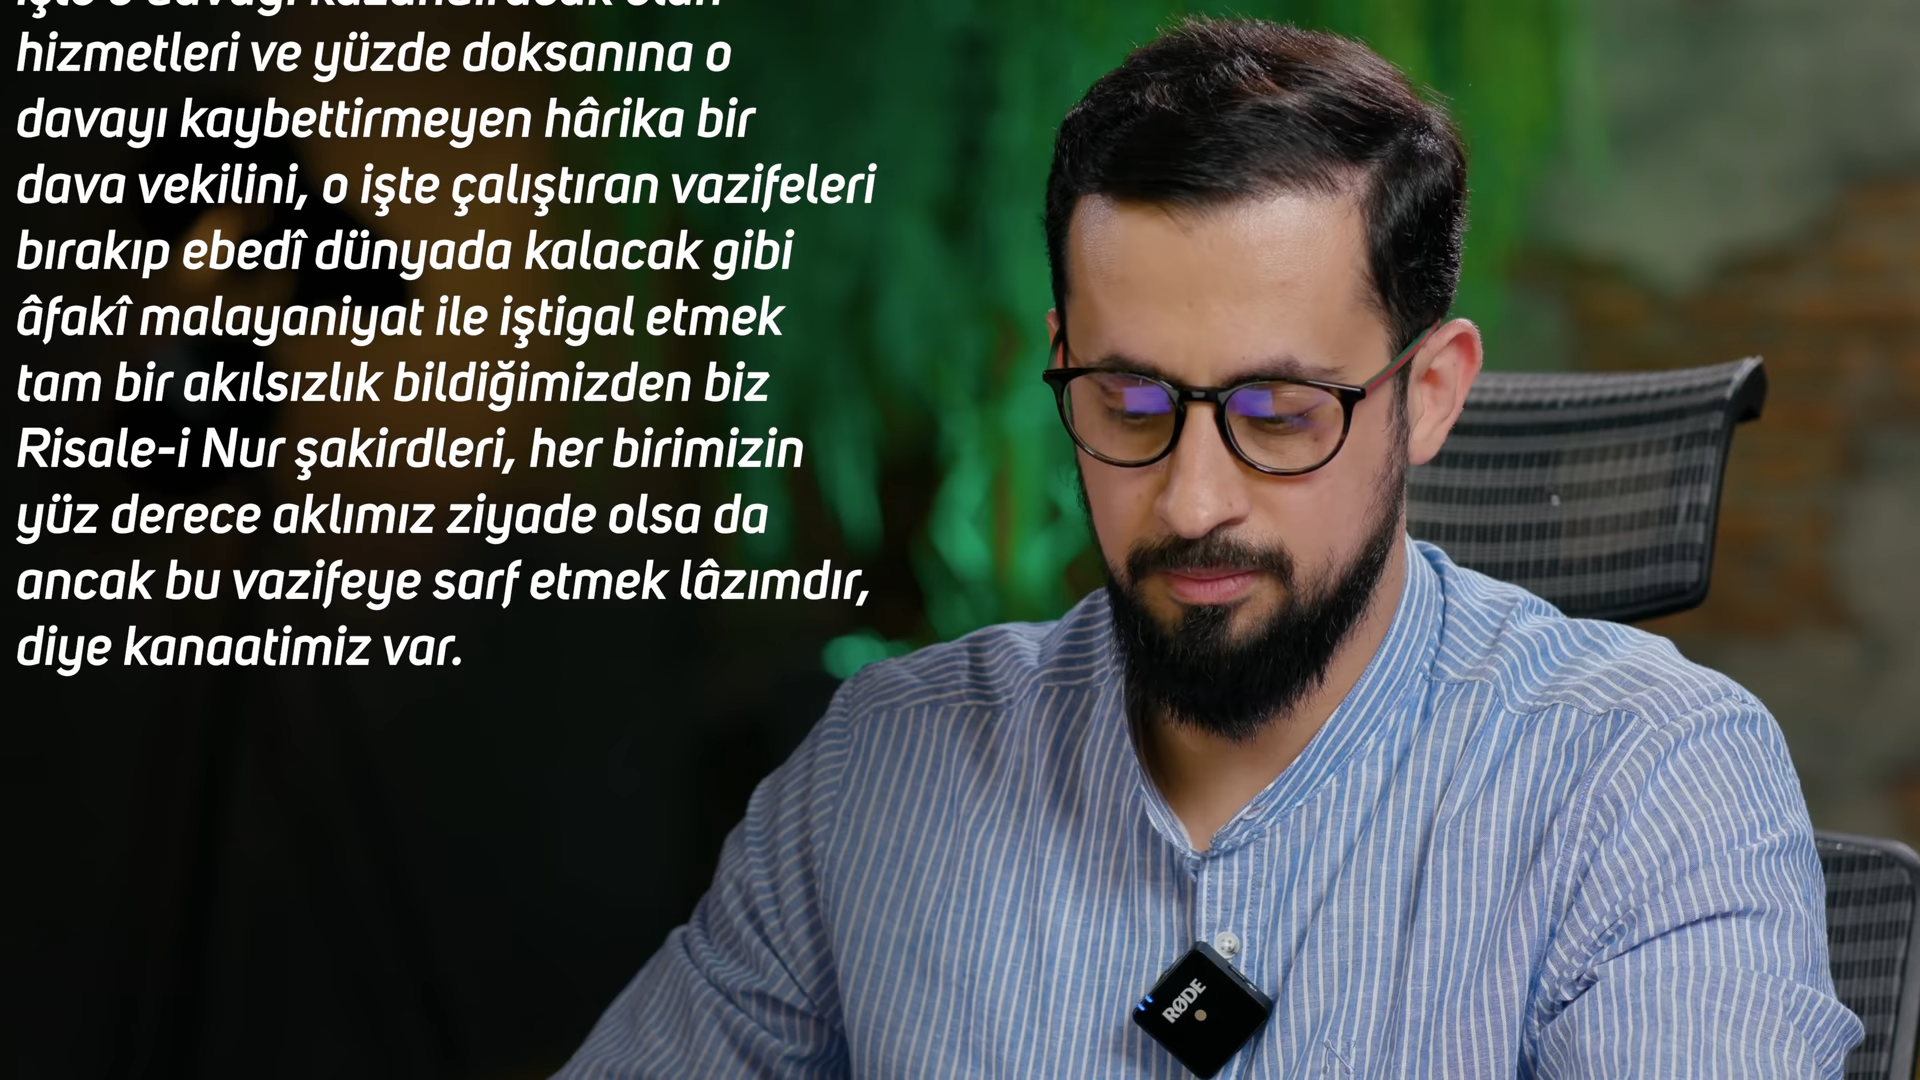 hizmetleri ve yüzde doksanına o
davayı kaybettirmeyen hârika bir
dava vekilini, o işte çalıştıran vazifeleri
bırakıp ebedî dünyada kalacak gibi
âfakî malayaniyat ile iştigal etmek
tam bir akılsızlık bildiğimizden biz
Risale-i Nur şakirdleri, her birimizin
yüz derece aklımız ziyade olsa da
ancak bu vazifeye sarf etmek lâzımdır,
diye kanaatimiz var.
RØDE